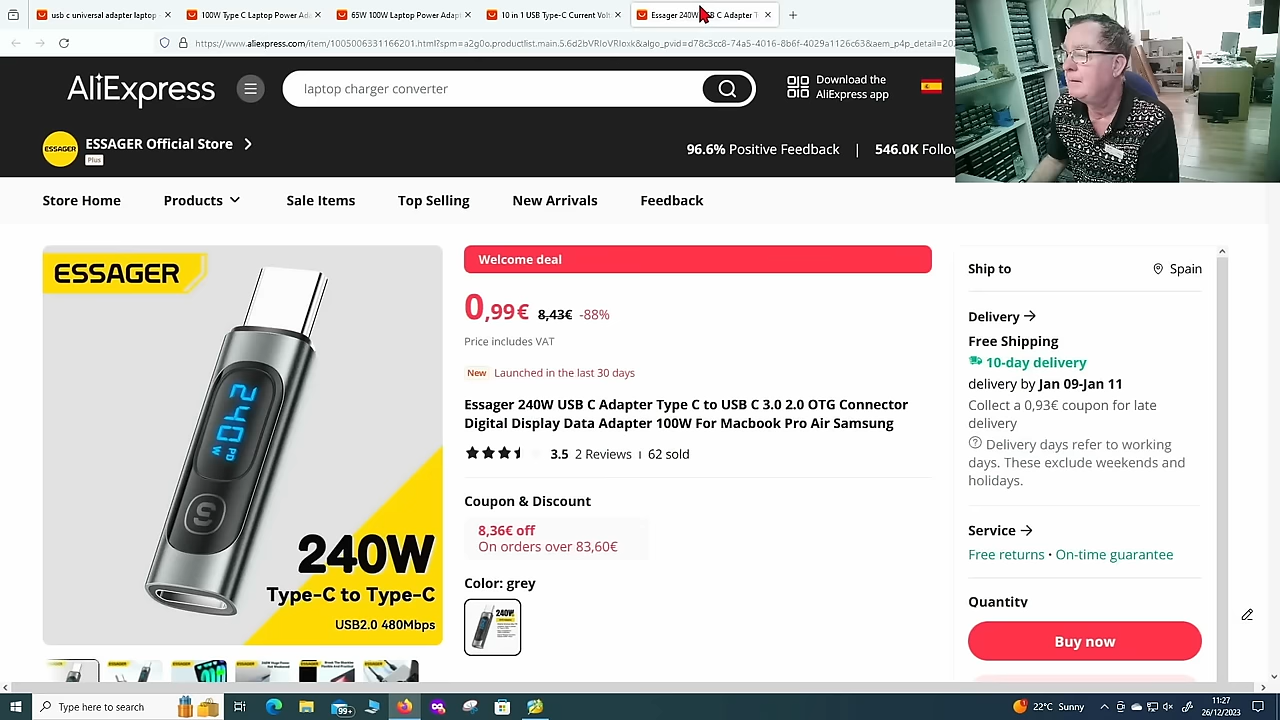 usb c universal adapter laptop
100W Type C Laptop Power Ad
65W 100W Laptop Power Adap
10 in 1 USB Type-C
Essager 240W
C Adapter T
AliExpress
laptop charger converter
Download the
AliExpress app
ESSAGER
ESSAGER Official Store
Plus
96.6% Positive Feedback | 546.0K Follow
Store Home
Products
Sale Items
Top Selling
New Arrivals
Feedback
ESSAGER
240W PD
S
240W
Type-C to Type-C
USB2.0 480Mbps
Welcome deal
0,99€ 8,43€ -88%
Price includes VAT
New Launched in the last 30 days
Essager 240W USB C Adapter Type C to USB C 3.0 2.0 OTG Connector
Digital Display Data Adapter 100W For Macbook Pro Air Samsung
3.5 2 Reviews | 62 sold
Coupon & Discount
8,36€ off
On orders over 83,60€
Color: grey
240W
Ship to
Spain
Delivery
Free Shipping
10-day delivery
delivery by Jan 09-Jan 11
Collect a 0,93€ coupon for late
delivery
Delivery days refer to working
days. These exclude weekends and
holidays.
Service
Free returns • On-time guarantee
Quantity
Buy now
Type here to search
99+
22°C Sunny
11:27
26/12/2023